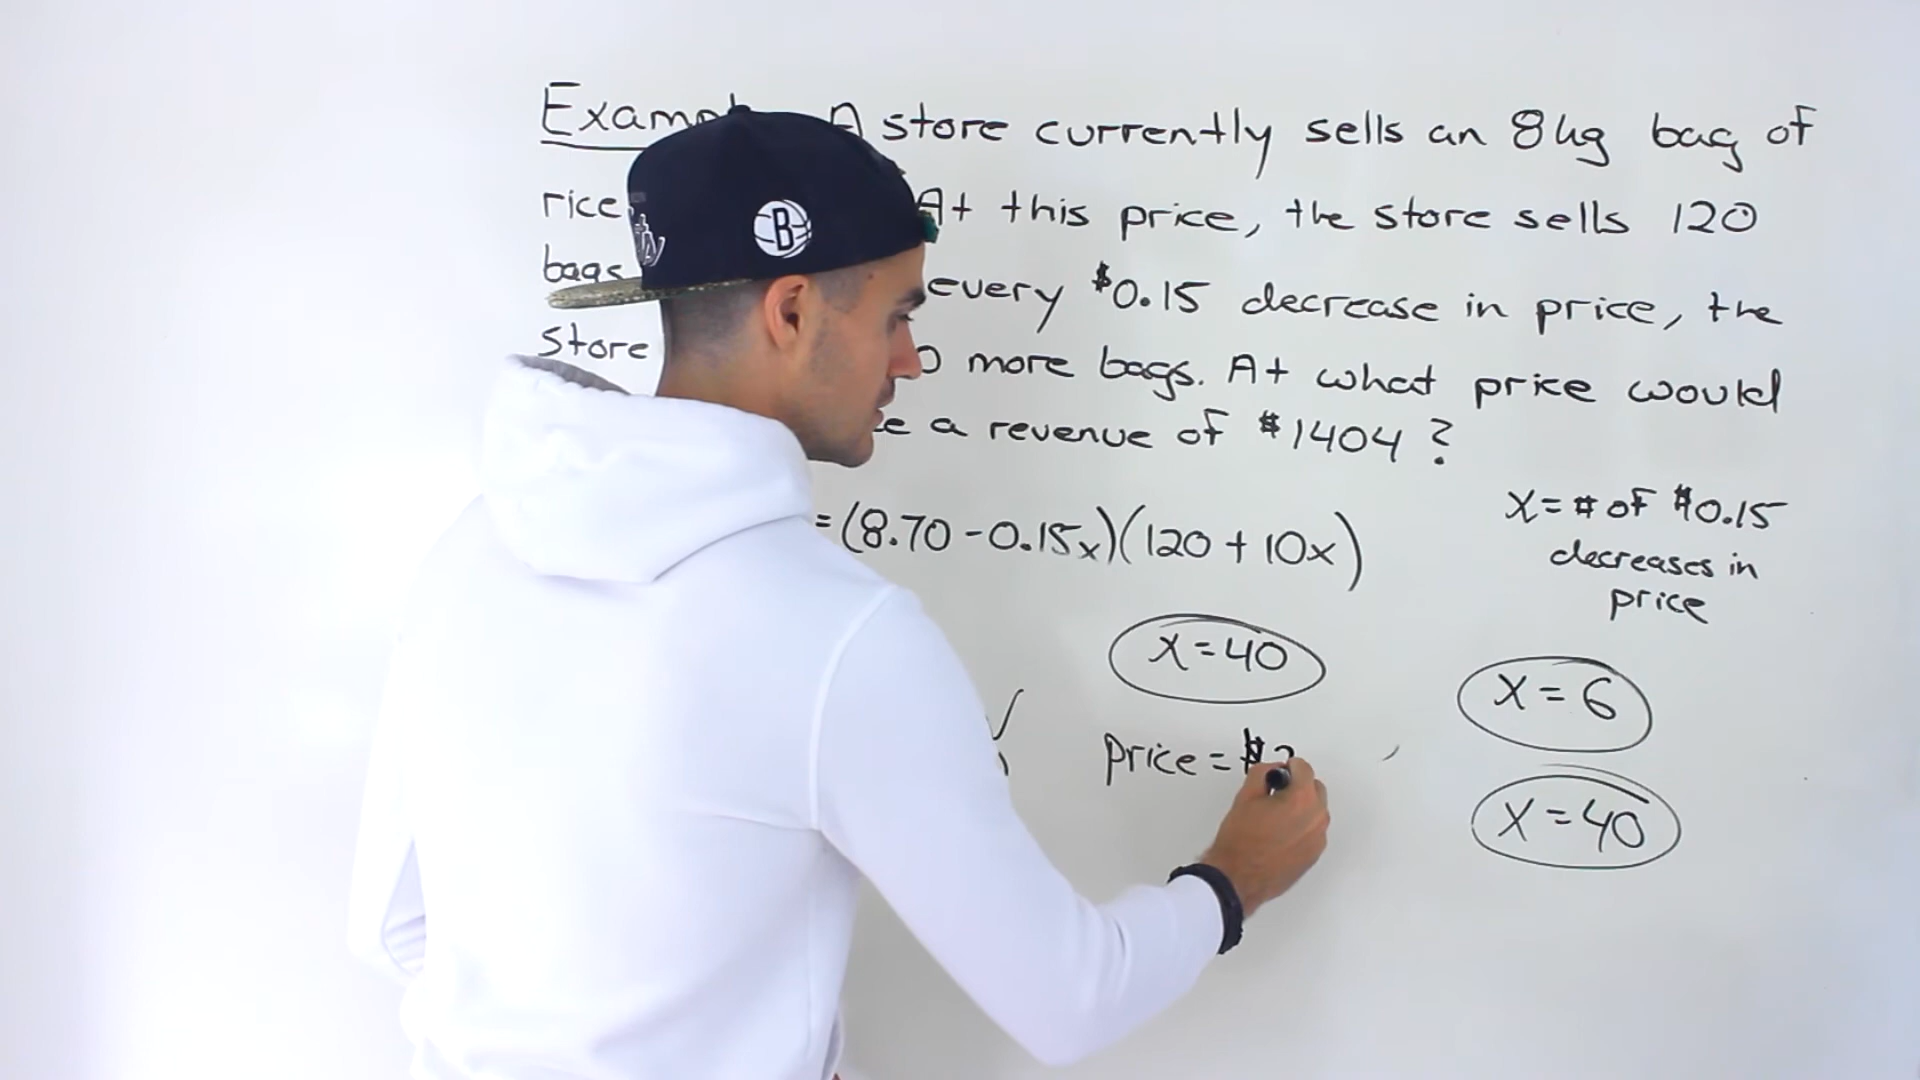 A store currently sells an 8kg bag of
rice At this price, the store sells 120
bags every $0.15 decrease in price, the
store more bags. At what price would
a revenue of $1404?
= (8.70 - 0.15x)(120 + 10x)
x = # of $0.15
decreases in
price
x = 40
Price = $2
x = 6
x = 40
B